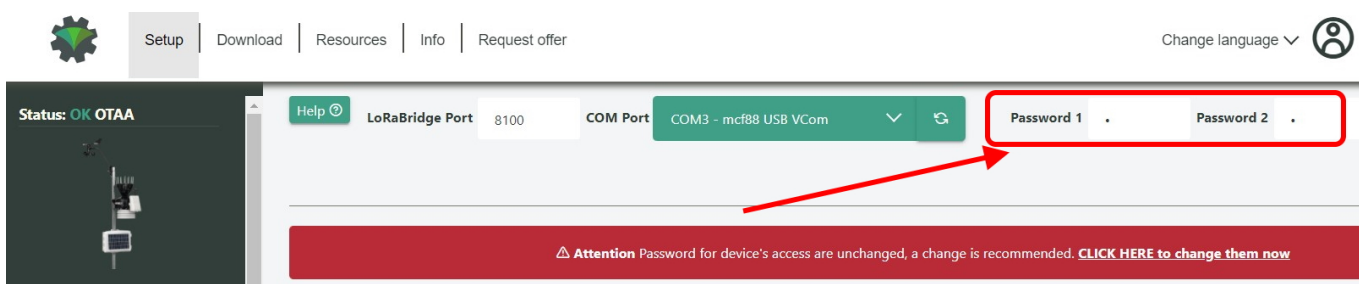 Setup Download Resources Info Request offer Change language
Status: OK OTAA
Help LoRaBridge Port 8100 COM Port COM3 - mcf88 USB VCom Password 1 • Password 2 •
Attention Password for device's access are unchanged, a change is recommended. CLICK HERE to change them now